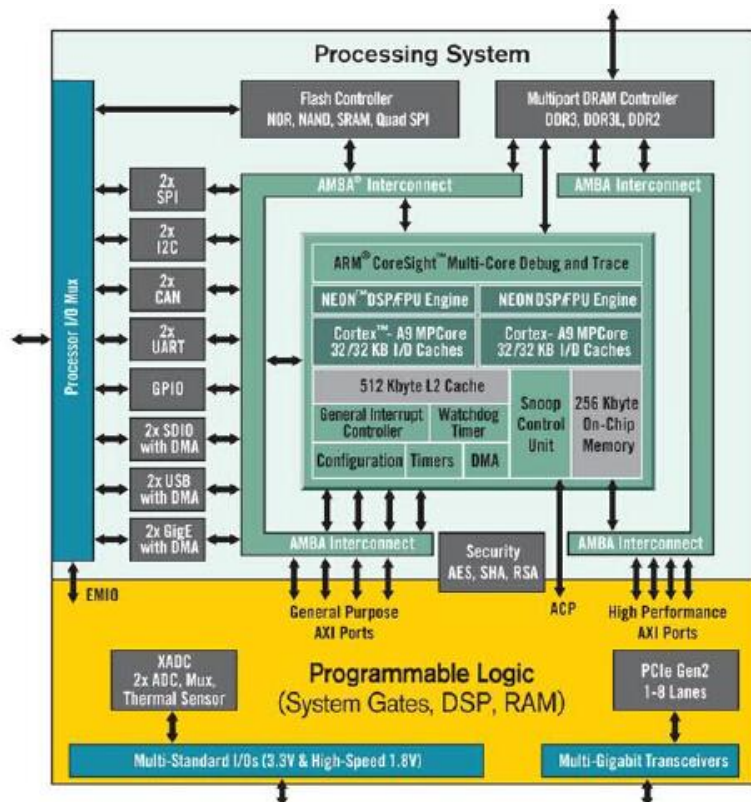 Processing System
Flash Controller
NOR, NAND, SRAM, Quad SPI
Multiport DRAM Controller
DDR3, DDR3L, DDR2
AMBA® Interconnect
AMBA Interconnect
Processor I/O Mux
2x
SPI
2x
I2C
2x
CAN
2x
UART
GPIO
2x SDIO
with DMA
2x USB
with DMA
2x GigE
with DMA
ARM® CoreSight™ Multi-Core Debug and Trace
NEON™ DSP/FPU Engine
NEON DSP/FPU Engine
Cortex™- A9 MPCore
32/32 KB I/D Caches
Cortex- A9 MPCore
32/32 KB I/D Caches
512 Kbyte L2 Cache
General Interrupt
Controller
Watchdog
Timer
Configuration
Timers
DMA
Snoop
Control
Unit
256 Kbyte
On-Chip
Memory
AMBA Interconnect
Security
AES, SHA, RSA
AMBA Interconnect
EMIO
General Purpose
AXI Ports
ACP
High Performance
AXI Ports
XADC
2x ADC, Mux,
Thermal Sensor
Programmable Logic
(System Gates, DSP, RAM)
PCIe Gen2
1-8 Lanes
Multi-Standard I/Os (3.3V & High-Speed 1.8V)
Multi-Gigabit Transceivers